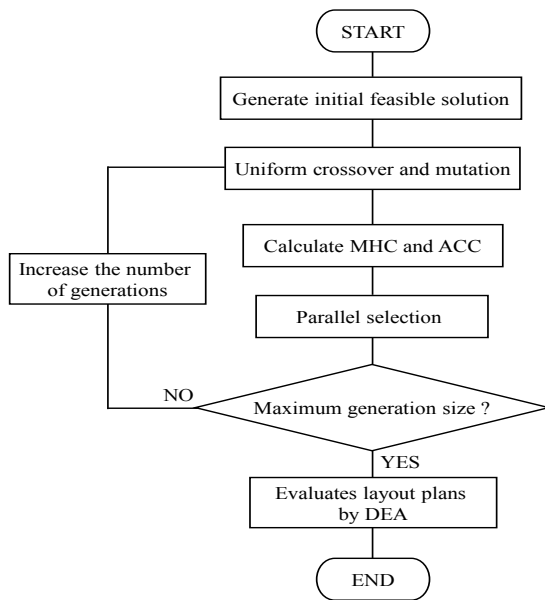 START
Generate initial feasible solution
Uniform crossover and mutation
Calculate MHC and ACC
Increase the number
of generations
Parallel selection
NO
Maximum generation size ?
YES
Evaluates layout plans
by DEA
END